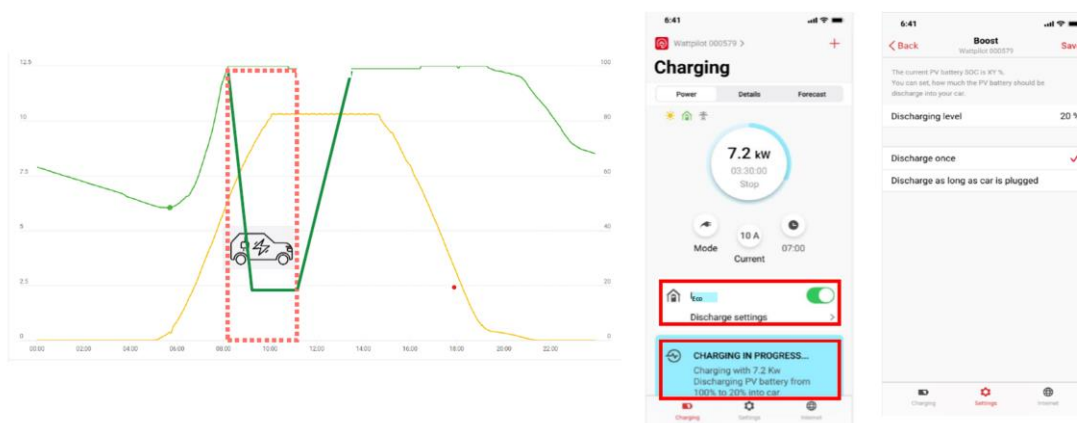 12.5
10
7.5
5
2.5
0
100
80
60
40
20
0
00:00 02:00 04:00 06:00 08:00 10:00 12:00 14:00 16:00 18:00 20:00 22:00
6:41
Wattpilot 000579 >
+
Charging
Power Details Forecast
7.2 kW
03:30:00
Stop
10 A
07:00
Mode
Current
Eco
Discharge settings >
CHARGING IN PROGRESS...
Charging with 7.2 Kw
Discharging PV battery from
100% to 20% into car
Charging Settings Internet
6:41
< Back Boost Save
Wattpilot 000579
The current PV battery SOC is XY %.
You can set, how much the PV battery should be
discharge into your car.
Discharging level 20 %
Discharge once
Discharge as long as car is plugged
Charging Settings Internet